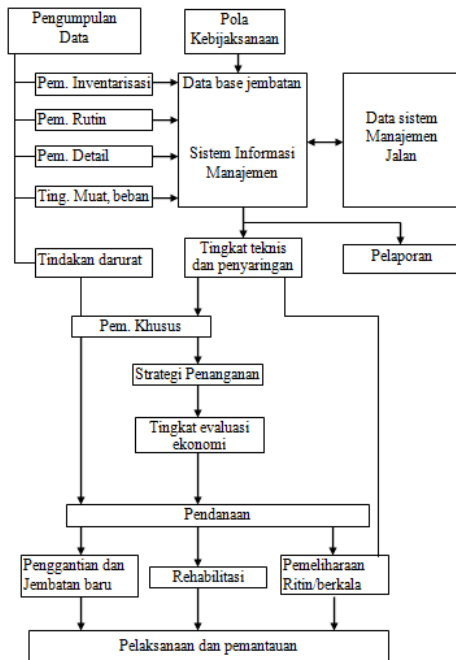 Pengumpulan
Data
Pola
Kebijaksanaan
Pem. Inventarisasi
Data base jembatan
Pem. Rutin
Data sistem
Manajemen
Jalan
Pem. Detail
Sistem Informasi
Manajemen
Ting. Muat, beban
Tingkat teknis
dan penyaringan
Pelaporan
Tindakan darurat
Pem. Khusus
Strategi Penanganan
Tingkat evaluasi
ekonomi
Pendanaan
Penggantian dan
Jembatan baru
Rehabilitasi
Pemeliharaan
Ritin/berkala
Pelaksanaan dan pemantauan